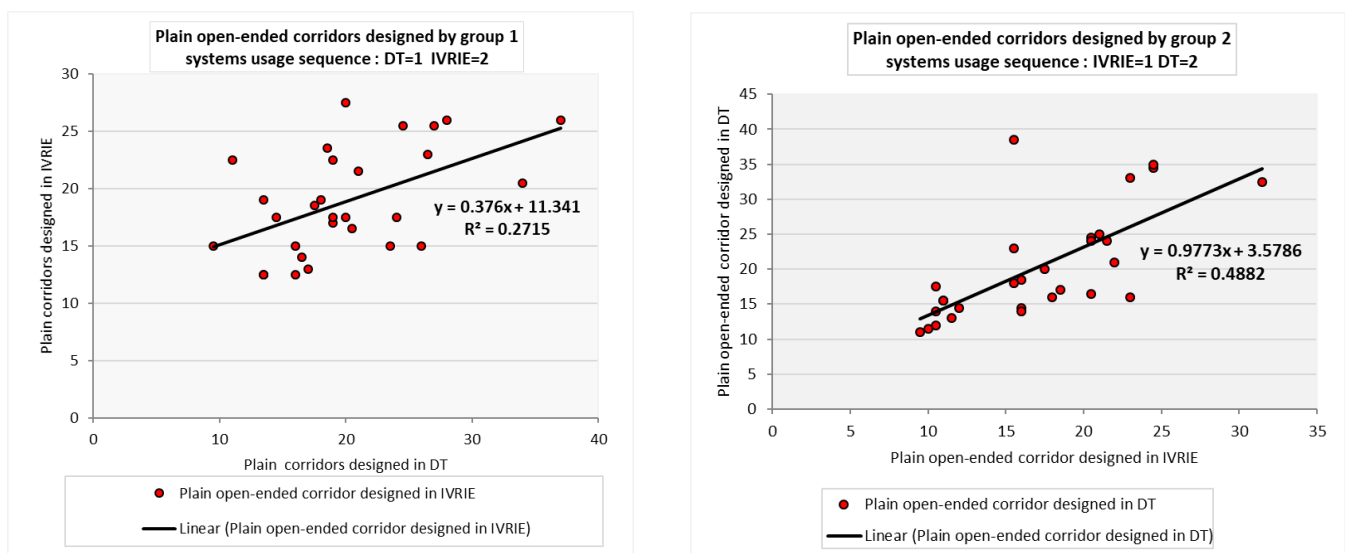 Plain open-ended corridors designed by group 1
systems usage sequence : DT=1 IVRIE=2
30
25
20
15
10
5
0
Plain corridors designed in IVRIE
y = 0.376x + 11.341
R² = 0.2715
0 10 20 30 40
Plain corridors designed in DT
Plain open-ended corridor designed in IVRIE
Linear (Plain open-ended corridor designed in IVRIE)
Plain open-ended corridors designed by group 2
systems usage sequence : IVRIE=1 DT=2
45
40
35
30
25
20
15
10
5
0
Plain open-ended corridor designed in DT
y = 0.9773x + 3.5786
R² = 0.4882
0 5 10 15 20 25 30 35
Plain open-ended corridor designed in IVRIE
Plain open-ended corridor designed in DT
Linear (Plain open-ended corridor designed in DT)